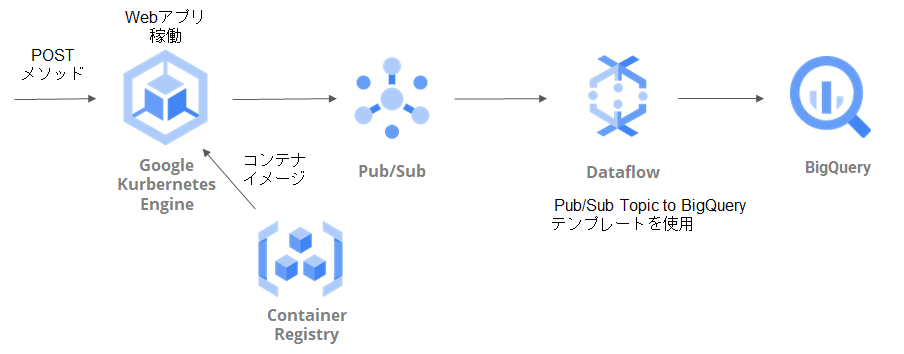 Webアプリ
稼働
POST
メソッド
Google
Kurbernetes
Engine
コンテナ
イメージ
Container
Registry
Pub/Sub
Dataflow
Pub/Sub Topic to BigQuery
テンプレートを使用
BigQuery